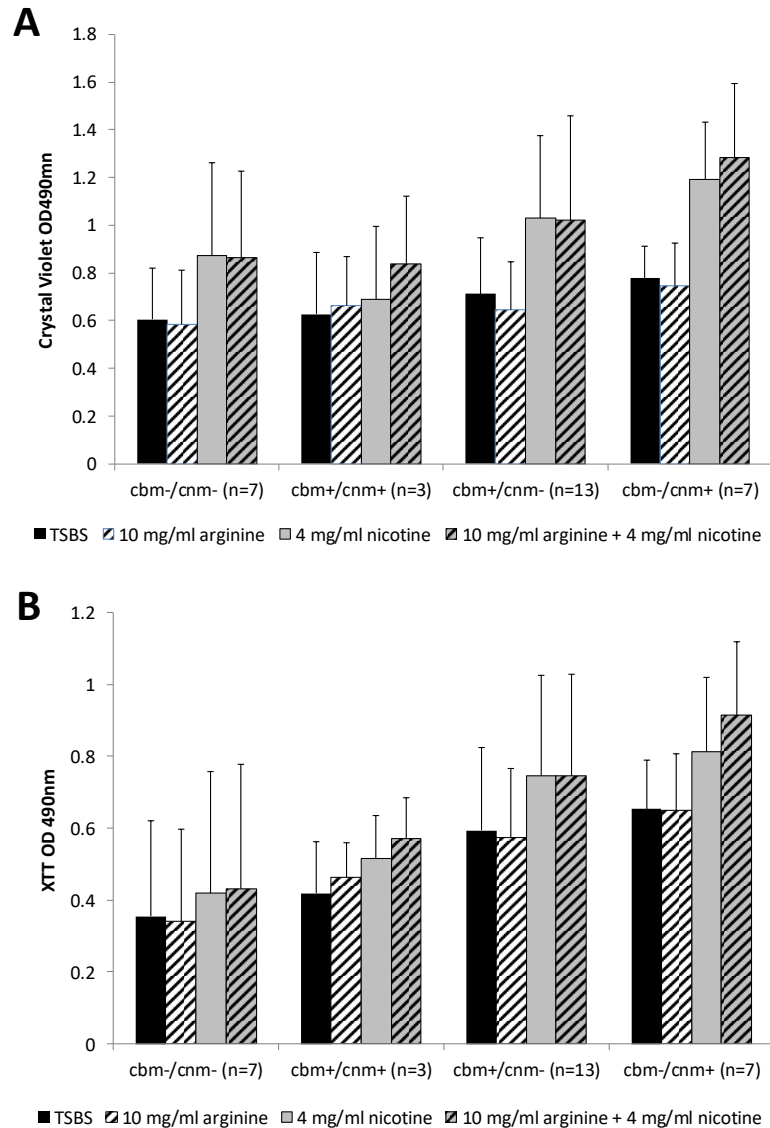 A
1.8
1.6
1.4
1.2
1
0.8
0.6
0.4
0.2
0
Crystal Violet OD490mn
cbm-/cnm- (n=7) cbm+/cnm+ (n=3) cbm+/cnm- (n=13) cbm-/cnm+ (n=7)
TSBS 10 mg/ml arginine 4 mg/ml nicotine 10 mg/ml arginine + 4 mg/ml nicotine
B
1.2
1
0.8
0.6
0.4
0.2
0
XTT OD 490nm
cbm-/cnm- (n=7) cbm+/cnm+ (n=3) cbm+/cnm- (n=13) cbm-/cnm+ (n=7)
TSBS 10 mg/ml arginine 4 mg/ml nicotine 10 mg/ml arginine + 4 mg/ml nicotine